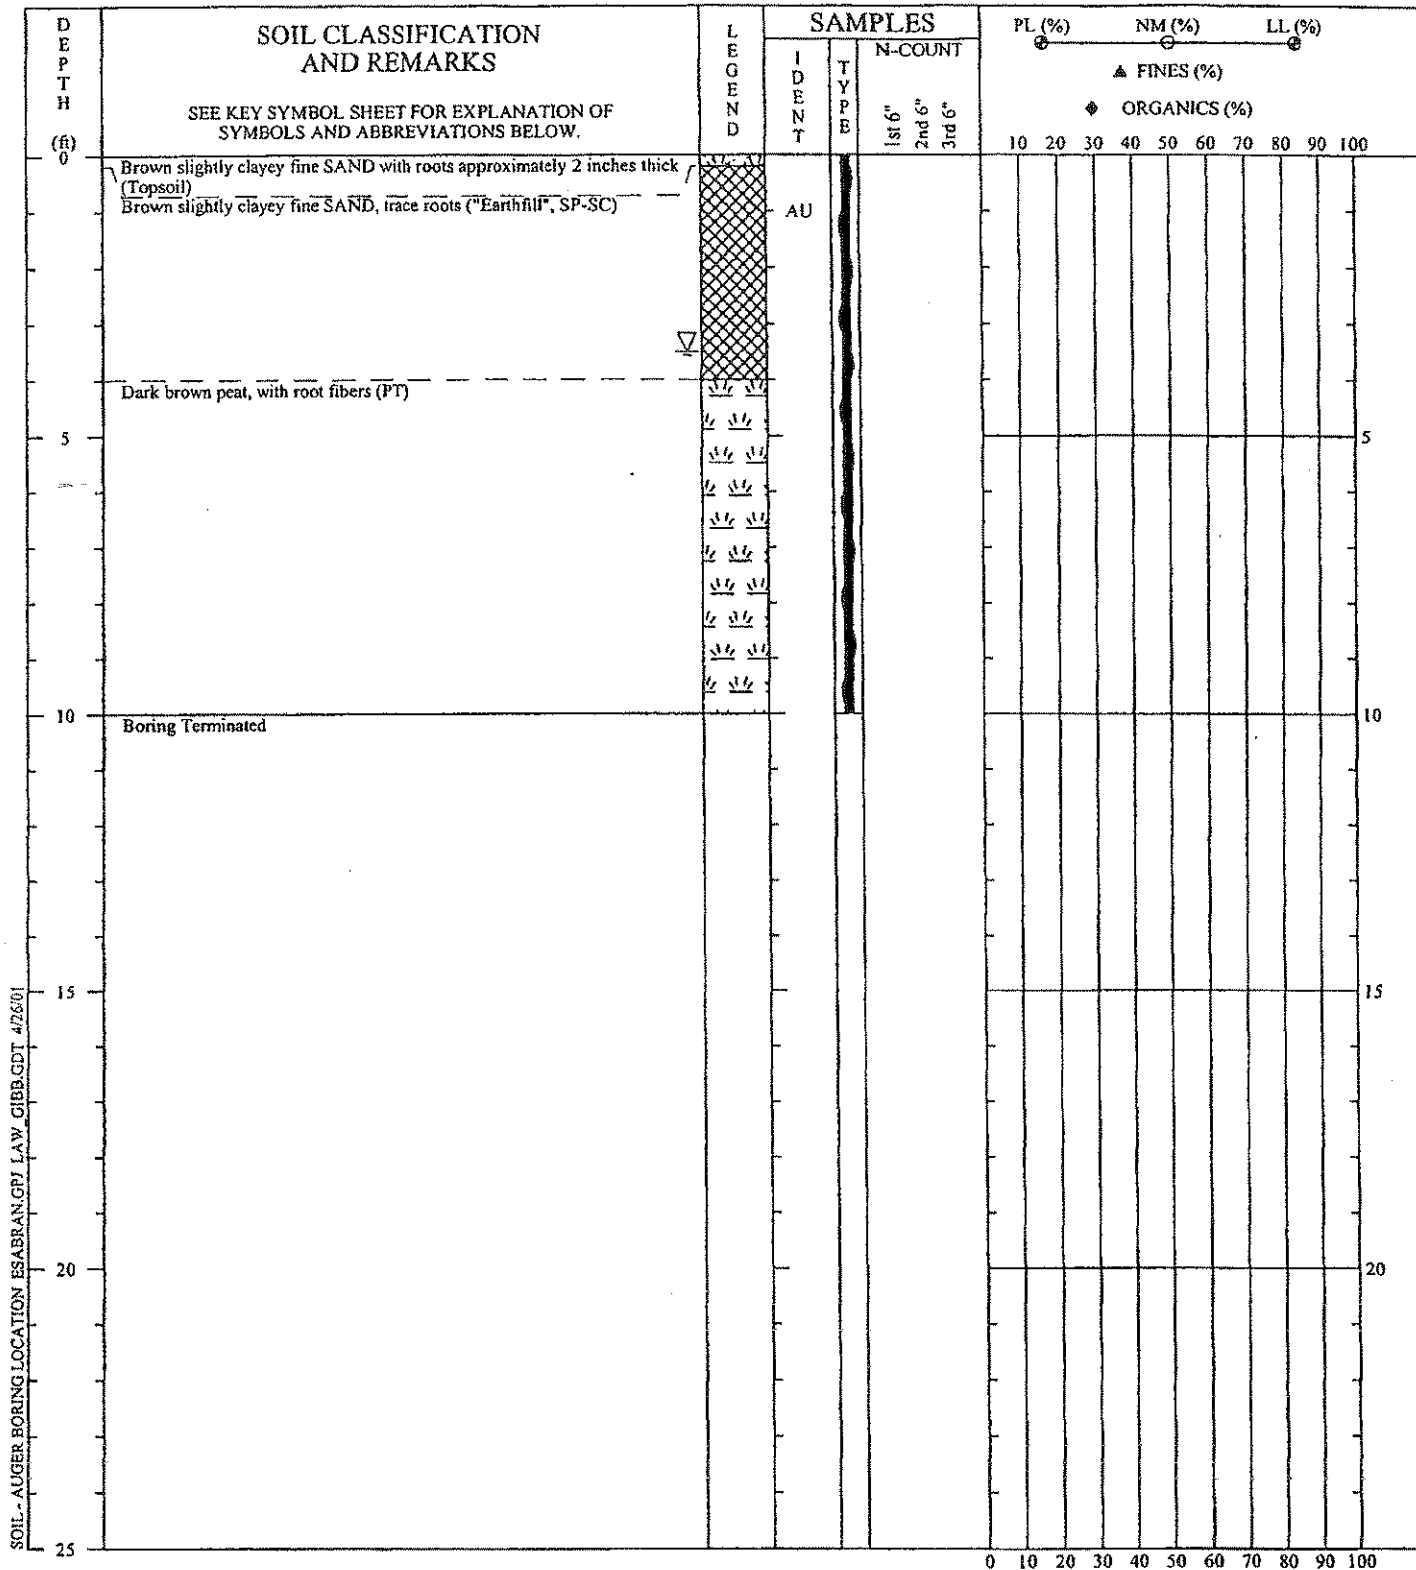 DEPTH (ft)
SOIL CLASSIFICATION
AND REMARKS
SEE KEY SYMBOL SHEET FOR EXPLANATION OF
SYMBOLS AND ABBREVIATIONS BELOW.
LEGEND
SAMPLES
IDENT
TYPE
N-COUNT
1st 6"
2nd 6"
3rd 6"
PL (%) NM (%) LL (%)
▲ FINES (%)
◆ ORGANICS (%)
10 20 30 40 50 60 70 80 90 100
0
Brown slightly clayey fine SAND with roots approximately 2 inches thick
(Topsoil)
Brown slightly clayey fine SAND, trace roots ("Earthfill", SP-SC)
AU
Dark brown peat, with root fibers (PT)
5 5
10 10
Boring Terminated
15 15
20 20
25
0 10 20 30 40 50 60 70 80 90 100
SOIL - AUGER BORING LOCATION ESABRAN.GPJ LAW_GIBB.GDT 4/26/01